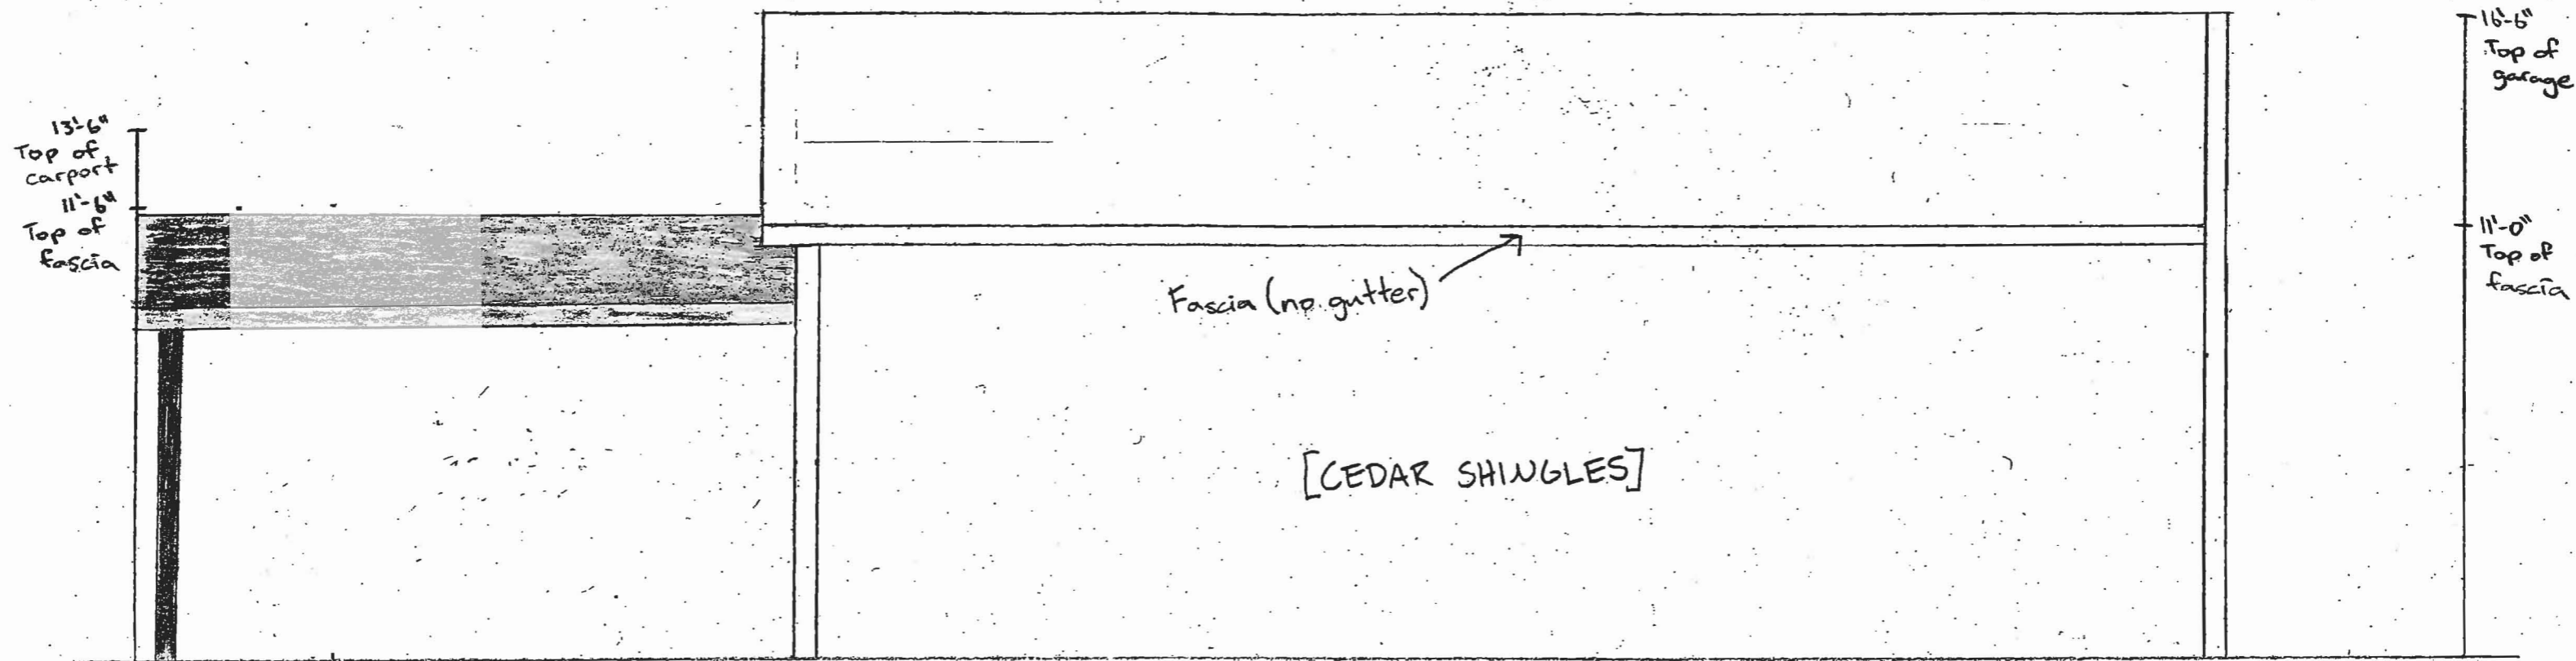 13'-6"
Top of
carport
11'-6"
Top of
fascia
Fascia (no gutter)
[CEDAR SHINGLES]
16'-6"
Top of
garage
11'-0"
Top of
fascia